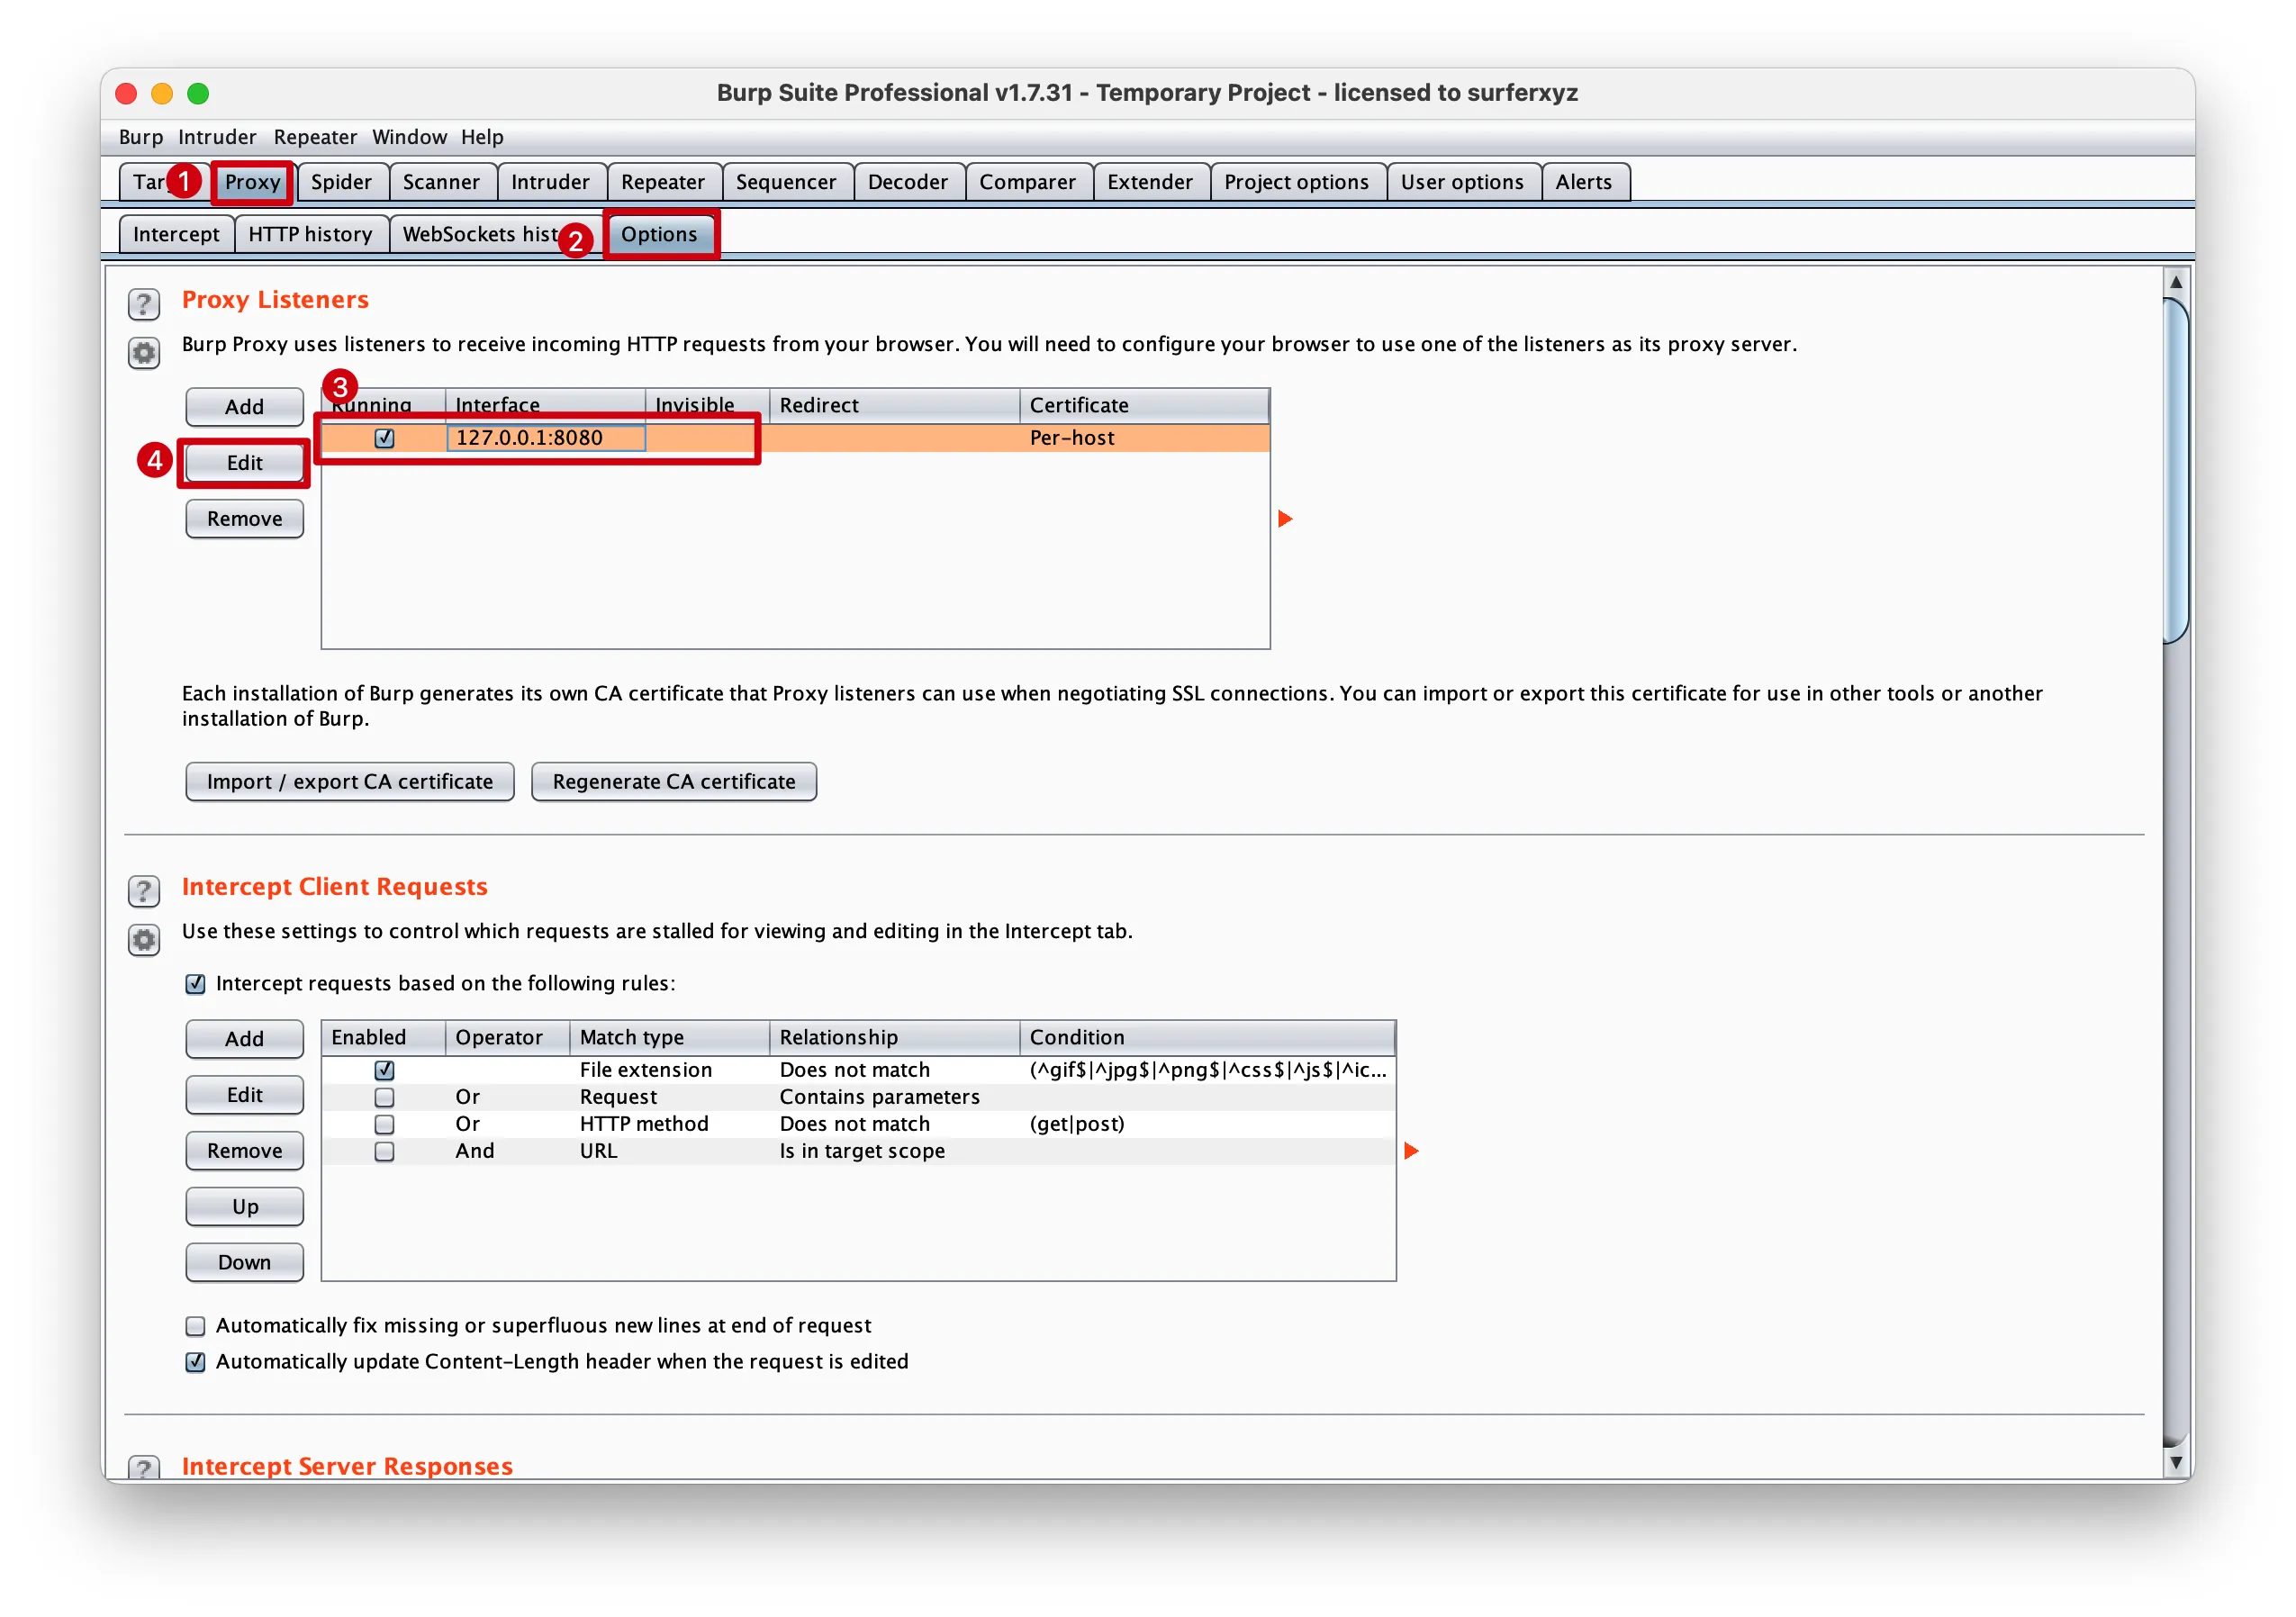 Burp Suite Professional v1.7.31 - Temporary Project - licensed to surferxyz
Burp Intruder Repeater Window Help
1 Proxy Spider Scanner Intruder Repeater Sequencer Decoder Comparer Extender Project options User options Alerts
Intercept HTTP history WebSockets hist 2 Options
? Proxy Listeners
Burp Proxy uses listeners to receive incoming HTTP requests from your browser. You will need to configure your browser to use one of the listeners as its proxy server.
3
Add Running Interface Invisible Redirect Certificate
127.0.0.1:8080 Per-host
4 Edit
Remove
Each installation of Burp generates its own CA certificate that Proxy listeners can use when negotiating SSL connections. You can import or export this certificate for use in other tools or another
installation of Burp.
Import / export CA certificate Regenerate CA certificate
? Intercept Client Requests
Use these settings to control which requests are stalled for viewing and editing in the Intercept tab.
Intercept requests based on the following rules:
Add Enabled Operator Match type Relationship Condition
File extension Does not match (^gif$|^jpg$|^png$|^css$|^js$|^ic...
Edit Or Request Contains parameters
Or HTTP method Does not match (get|post)
Remove And URL Is in target scope
Up
Down
Automatically fix missing or superfluous new lines at end of request
Automatically update Content-Length header when the request is edited
? Intercept Server Responses